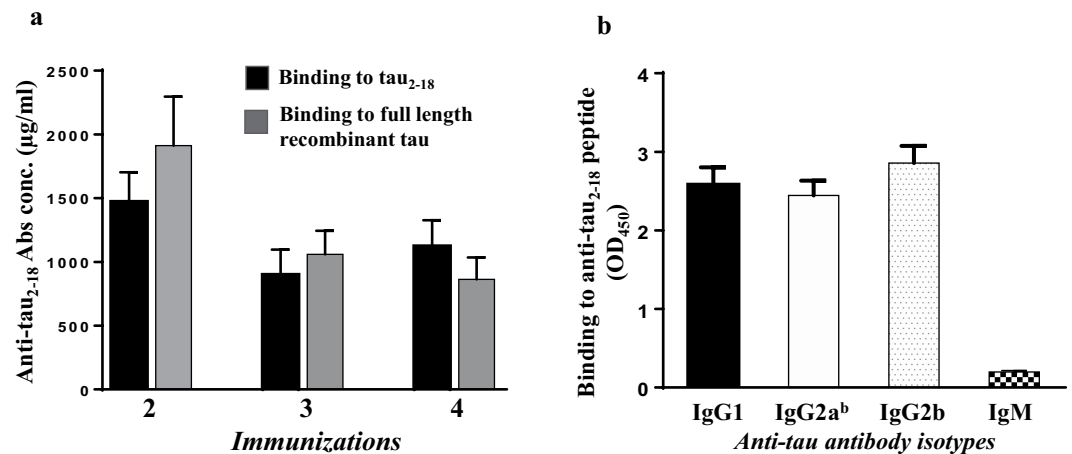 a
Anti-tau2-18 Abs conc. (μg/ml)
2500
2000
1500
1000
500
0
Binding to tau2-18
Binding to full length
recombinant tau
2 3 4
Immunizations
b
Binding to anti-tau2-18 peptide
(OD450)
4
3
2
1
0
IgG1 IgG2aᵇ IgG2b IgM
Anti-tau antibody isotypes